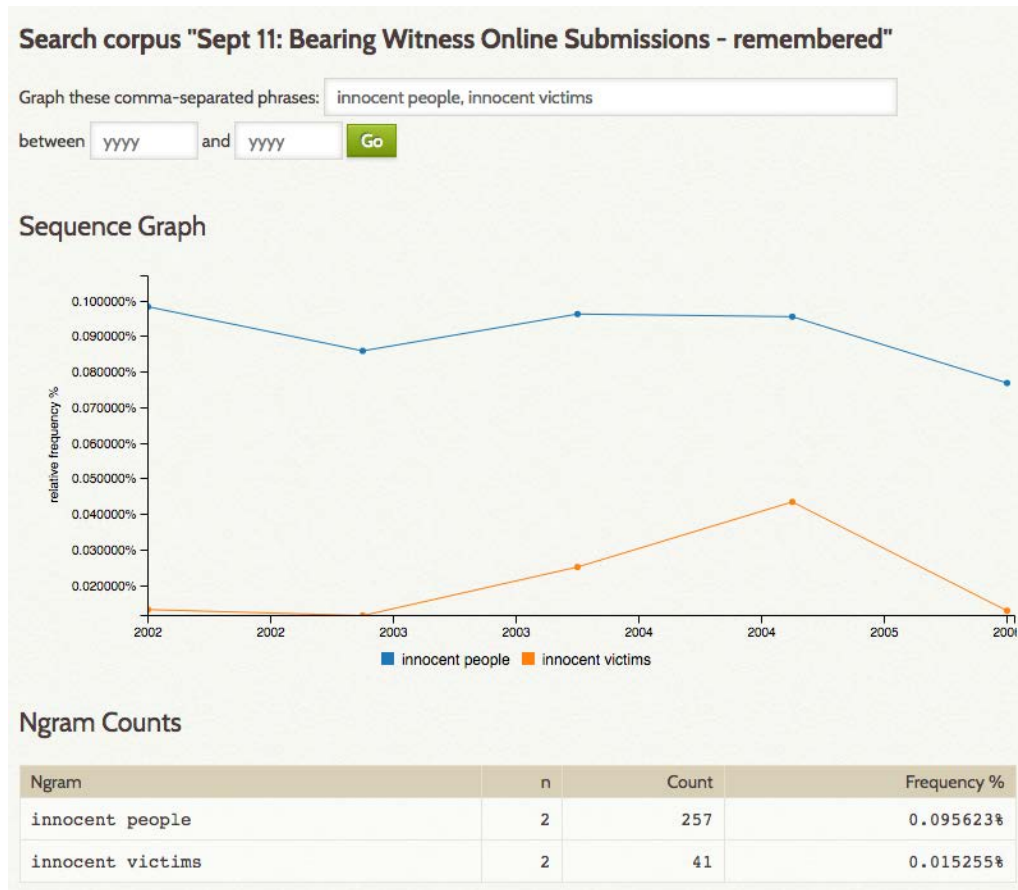 Search corpus "Sept 11: Bearing Witness Online Submissions - remembered"
Graph these comma-separated phrases: innocent people, innocent victims
between yyyy and yyyy Go
Sequence Graph
0.100000%
0.090000%
0.080000%
0.070000%
0.060000%
0.050000%
0.040000%
0.030000%
0.020000%
relative frequency %
2002 2002 2003 2003 2004 2004 2005 200
innocent people innocent victims
Ngram Counts
Ngram n Count Frequency %
innocent people 2 257 0.095623%
innocent victims 2 41 0.015255%